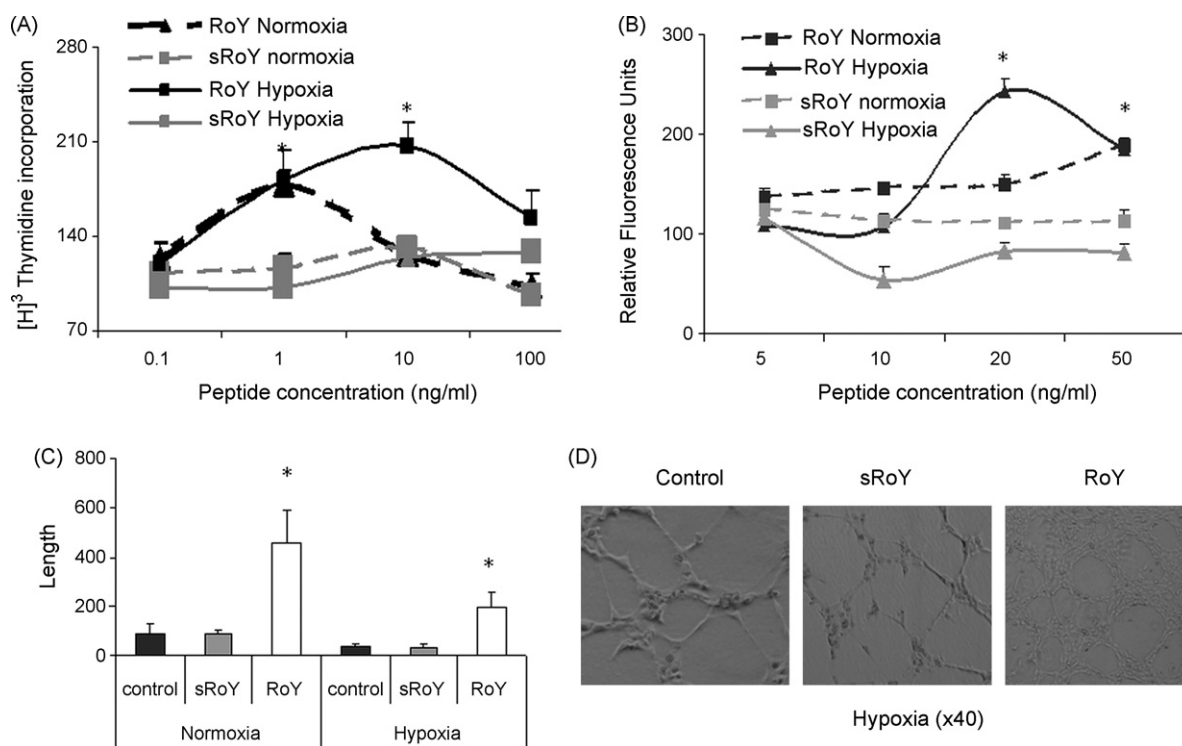 (A)
RoY Normoxia
sRoY normoxia
RoY Hypoxia
sRoY Hypoxia
[H]³ Thymidine incorporation
280
210
140
70
*
*
0.1 1 10 100
Peptide concentration (ng/ml)
(B)
RoY Normoxia
RoY Hypoxia
sRoY normoxia
sRoY Hypoxia
Relative Fluorescence Units
300
200
100
0
*
*
5 10 20 50
Peptide concentration (ng/ml)
(C)
Length
800
600
400
200
0
*
*
control sRoY RoY control sRoY RoY
Normoxia Hypoxia
(D)
Control sRoY RoY
Hypoxia (x40)